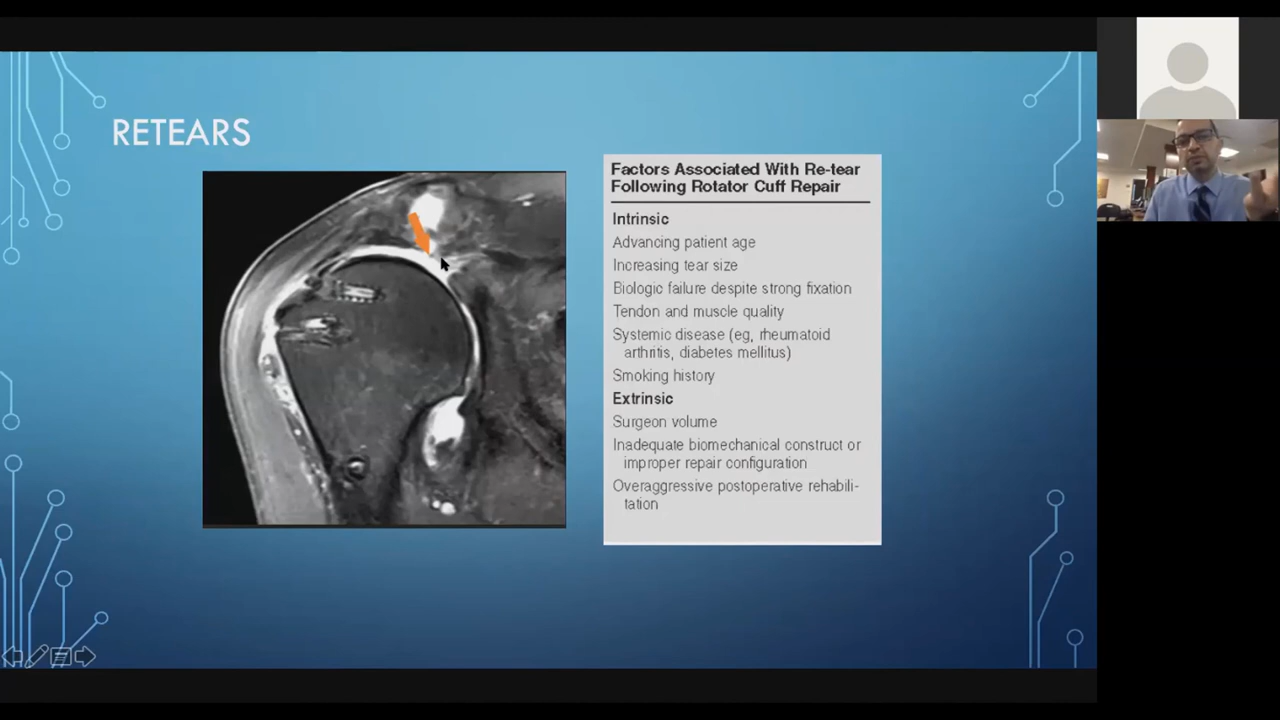 RETEARS
Factors Associated With Re-tear
Following Rotator Cuff Repair
Intrinsic
Advancing patient age
Increasing tear size
Biologic failure despite strong fixation
Tendon and muscle quality
Systemic disease (eg, rheumatoid
arthritis, diabetes mellitus)
Smoking history
Extrinsic
Surgeon volume
Inadequate biomechanical construct or
improper repair configuration
Overaggressive postoperative rehabili-
tation